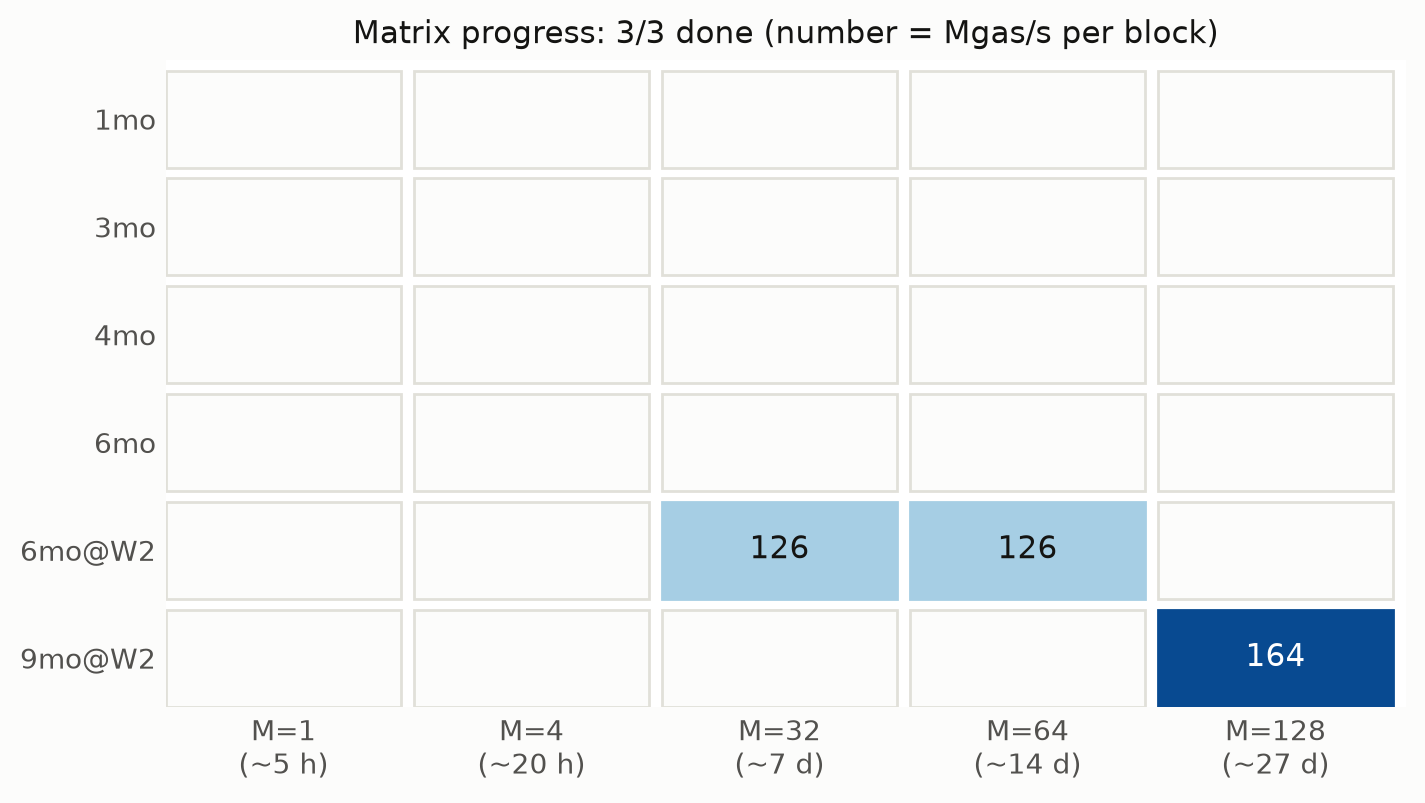 Matrix progress: 3/3 done (number = Mgas/s per block)
1mo
3mo
4mo
6mo
6mo@W2
126
126
9mo@W2
164
M=1
(~5 h)
M=4
(~20 h)
M=32
(~7 d)
M=64
(~14 d)
M=128
(~27 d)